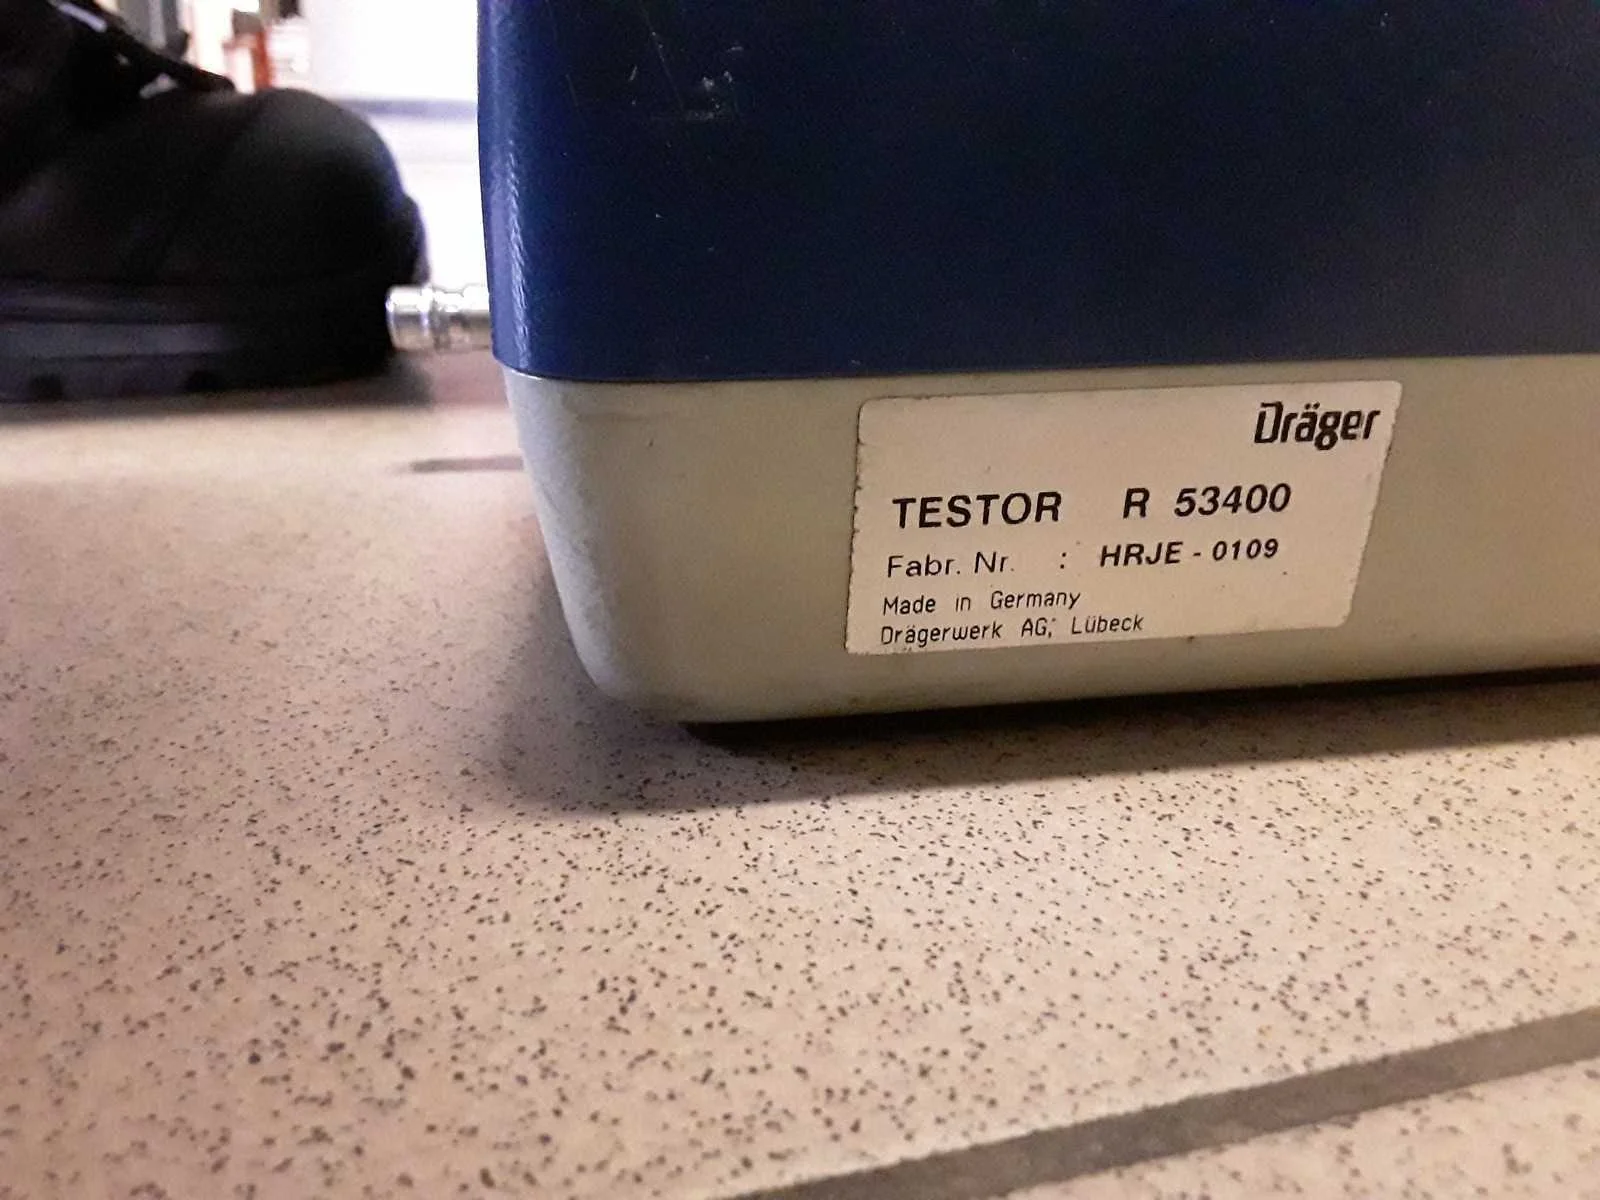 Dräger
TESTOR R 53400
Fabr. Nr. : HRJE - 0109
Made in Germany
Drägerwerk AG, Lübeck